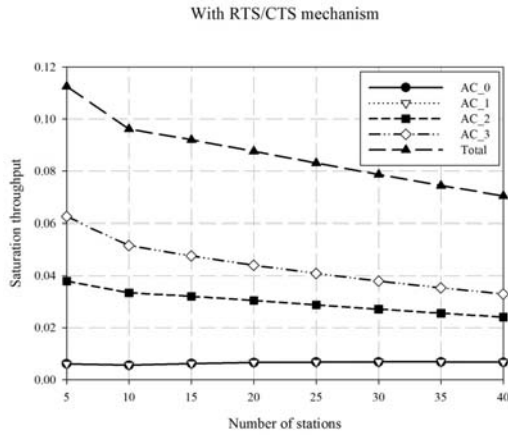 With RTS/CTS mechanism
0.12
0.10
0.08
0.06
0.04
0.02
0.00
Saturation throughput
AC_0
AC_1
AC_2
AC_3
Total
5 10 15 20 25 30 35 40
Number of stations